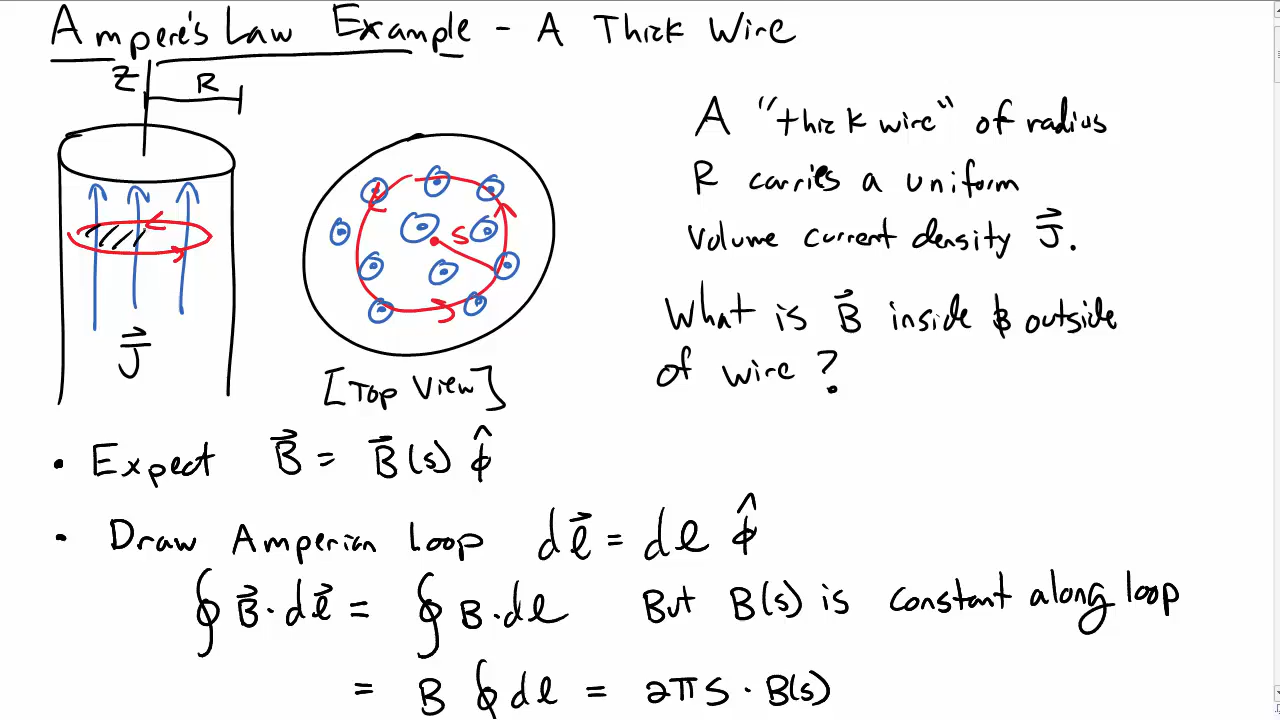 Ampere's Law Example - A Thick Wire
Z
R
A "thick wire" of radius
R carries a uniform
volume current density J⃗.
What is B⃗ inside & outside
of wire?
S
J⃗
[Top View]
• Expect B⃗ = B⃗(s) φ̂
• Draw Amperian loop dℓ⃗ = dℓ φ̂
∮ B⃗ · dℓ⃗ = ∮ B · dℓ But B(s) is constant along loop
= B ∮ dℓ = 2πs · B(s)